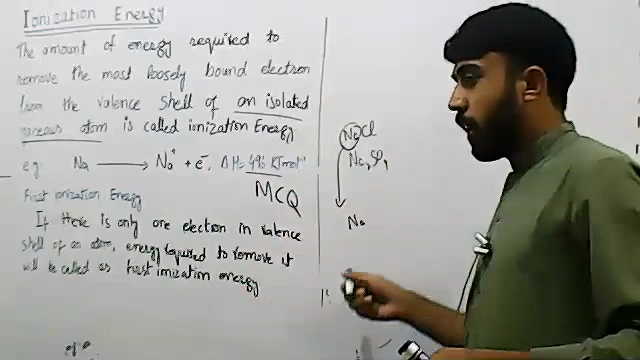 Ionization Energy
The amount of energy required to
remove the most loosely bound electron
from the valence shell of an isolated
gaseous atom is called ionization Energy
eg Na → Na⁺ + e⁻, ΔH = 496 KJmol⁻¹
MCQ
First ionization Energy
If there is only one electron in valence
shell of an atom, energy required to remove it
will be called as first ionization energy
NaCl
Na